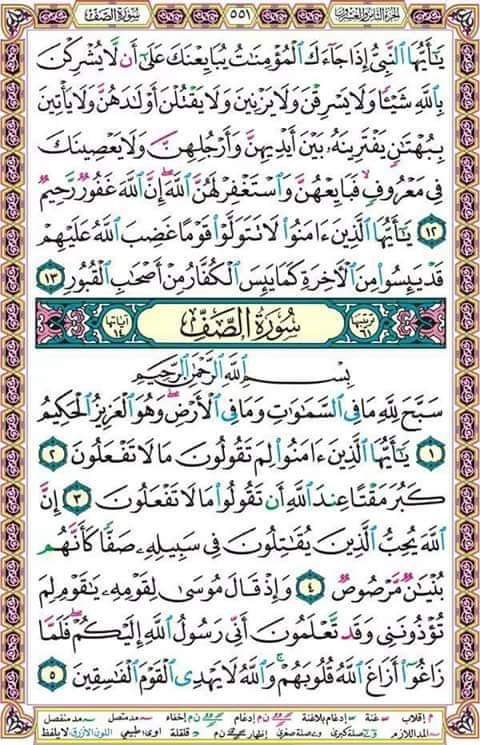 الجزء الثامن والعشرون ٥٥١ سُورَةُ الصَّفِّ
يَٰٓأَيُّهَا ٱلنَّبِيُّ إِذَا جَآءَكَ ٱلْمُؤْمِنَٰتُ يُبَايِعْنَكَ عَلَىٰٓ أَن لَّا يُشْرِكْنَ
بِٱللَّهِ شَيْـًٔا وَلَا يَسْرِقْنَ وَلَا يَزْنِينَ وَلَا يَقْتُلْنَ أَوْلَٰدَهُنَّ وَلَا يَأْتِينَ
بِبُهْتَٰنٍ يَفْتَرِينَهُۥ بَيْنَ أَيْدِيهِنَّ وَأَرْجُلِهِنَّ وَلَا يَعْصِينَكَ
فِى مَعْرُوفٍ ۙ فَبَايِعْهُنَّ وَٱسْتَغْفِرْ لَهُنَّ ٱللَّهَ ۖ إِنَّ ٱللَّهَ غَفُورٌ رَّحِيمٌ
١٢ يَٰٓأَيُّهَا ٱلَّذِينَ ءَامَنُوا۟ لَا تَتَوَلَّوْا۟ قَوْمًا غَضِبَ ٱللَّهُ عَلَيْهِمْ
قَدْ يَئِسُوا۟ مِنَ ٱلْءَاخِرَةِ كَمَا يَئِسَ ٱلْكُفَّارُ مِنْ أَصْحَٰبِ ٱلْقُبُورِ ١٣
ترتيبها ٦١ سُورَةُ الصَّفِّ آياتها ١٤
بِسْمِ ٱللَّهِ ٱلرَّحْمَٰنِ ٱلرَّحِيمِ
سَبَّحَ لِلَّهِ مَا فِى ٱلسَّمَٰوَٰتِ وَمَا فِى ٱلْأَرْضِ ۖ وَهُوَ ٱلْعَزِيزُ ٱلْحَكِيمُ
١ يَٰٓأَيُّهَا ٱلَّذِينَ ءَامَنُوا۟ لِمَ تَقُولُونَ مَا لَا تَفْعَلُونَ ٢
كَبُرَ مَقْتًا عِندَ ٱللَّهِ أَن تَقُولُوا۟ مَا لَا تَفْعَلُونَ ٣ إِنَّ
ٱللَّهَ يُحِبُّ ٱلَّذِينَ يُقَٰتِلُونَ فِى سَبِيلِهِۦ صَفًّا كَأَنَّهُم
بُنْيَٰنٌ مَّرْصُوصٌ ٤ وَإِذْ قَالَ مُوسَىٰ لِقَوْمِهِۦ يَٰقَوْمِ لِمَ
تُؤْذُونَنِى وَقَد تَّعْلَمُونَ أَنِّى رَسُولُ ٱللَّهِ إِلَيْكُمْ ۖ فَلَمَّا
زَاغُوٓا۟ أَزَاغَ ٱللَّهُ قُلُوبَهُمْ ۚ وَٱللَّهُ لَا يَهْدِى ٱلْقَوْمَ ٱلْفَٰسِقِينَ ٥
م إقلاب غنة إدغام بلاغنة ن م إدغام ن م إخفاء مد متصل مد منفصل
المد اللازم صلة كبرى صلة صغرى إظهار ن م قلقلة اوى طبيعي اللون الأزرق لا يلفظ